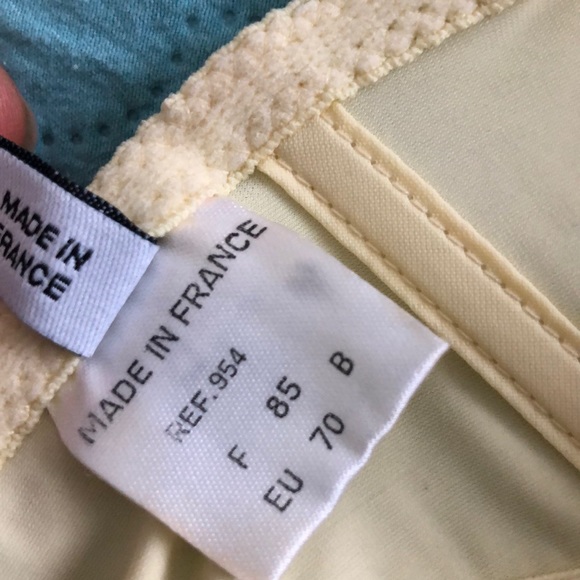 MADE IN
FRANCE
MADE IN FRANCE
REF. 954
F 85 B
EU 70